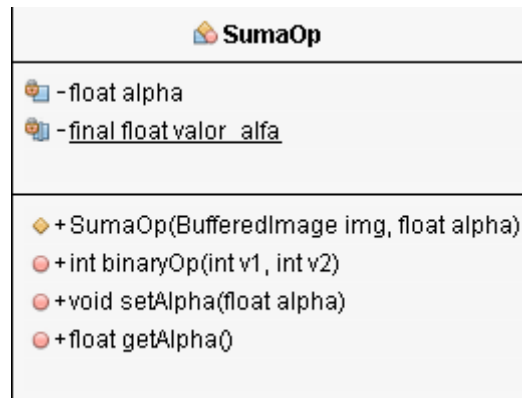 SumaOp
-float alpha
-final float valor_alfa
+SumaOp(BufferedImage img, float alpha)
+int binaryOp(int v1, int v2)
+void setAlpha(float alpha)
+float getAlpha()